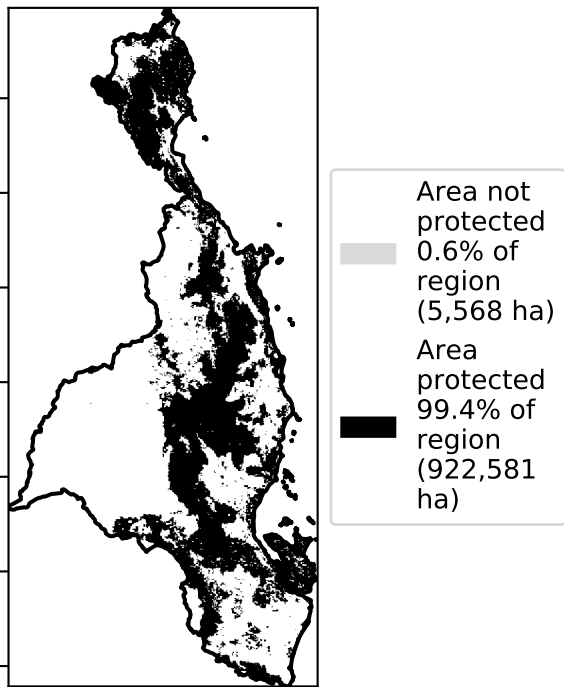 Area not
protected
0.6% of
region
(5,568 ha)
Area
protected
99.4% of
region
(922,581
ha)